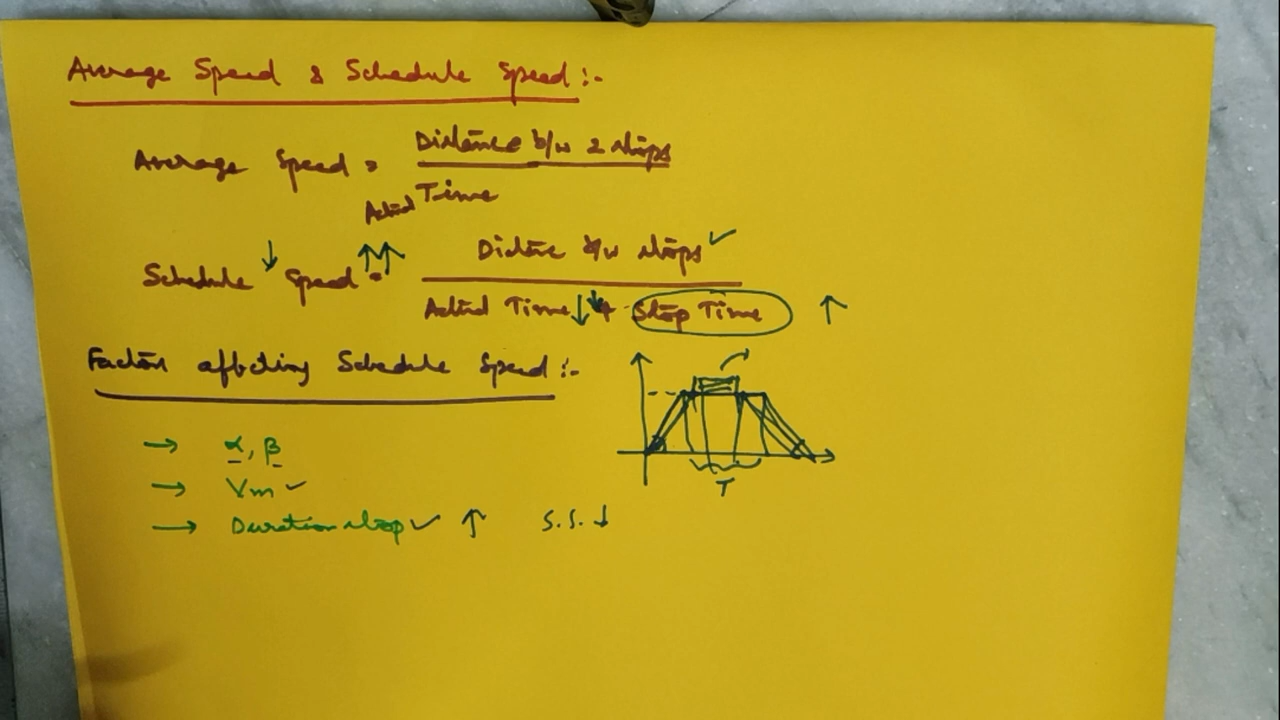 Average Speed & Schedule Speed :-
Average Speed = Distance b/w 2 stops
Actual Time
Schedule ↓ Speed ↑↑ = Distance b/w stops ✓
Actual Time ↓ + Stop Time ↑
Factors affecting Schedule Speed :-
→ α, β
→ Vm ✓
T
→ Duration stop ✓ ↑ S.S. ↓